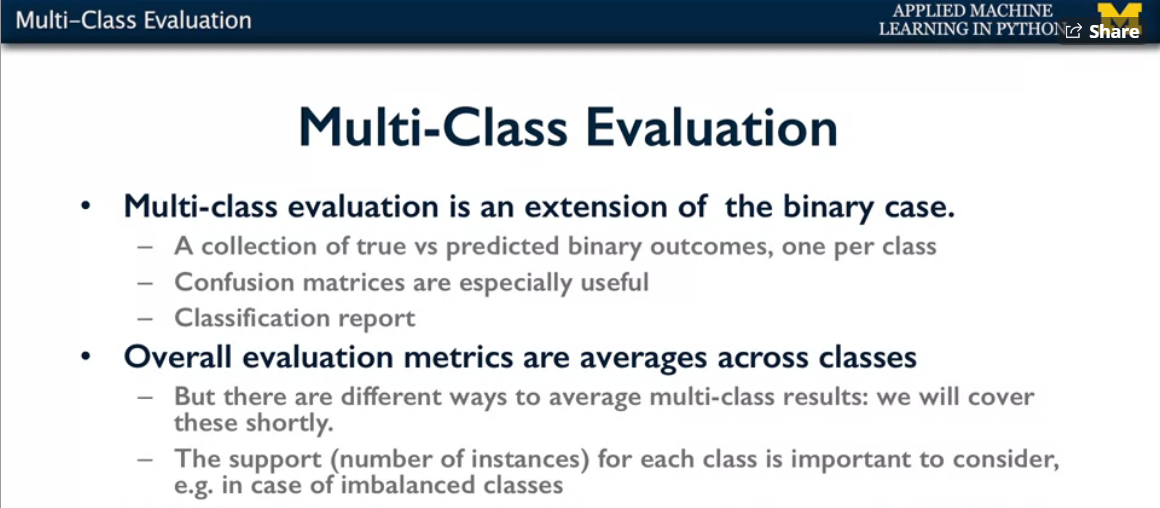 Multi-Class Evaluation
APPLIED MACHINE
LEARNING IN PYTHON
Share
Multi-Class Evaluation
• Multi-class evaluation is an extension of the binary case.
– A collection of true vs predicted binary outcomes, one per class
– Confusion matrices are especially useful
– Classification report
• Overall evaluation metrics are averages across classes
– But there are different ways to average multi-class results: we will cover
these shortly.
– The support (number of instances) for each class is important to consider,
e.g. in case of imbalanced classes